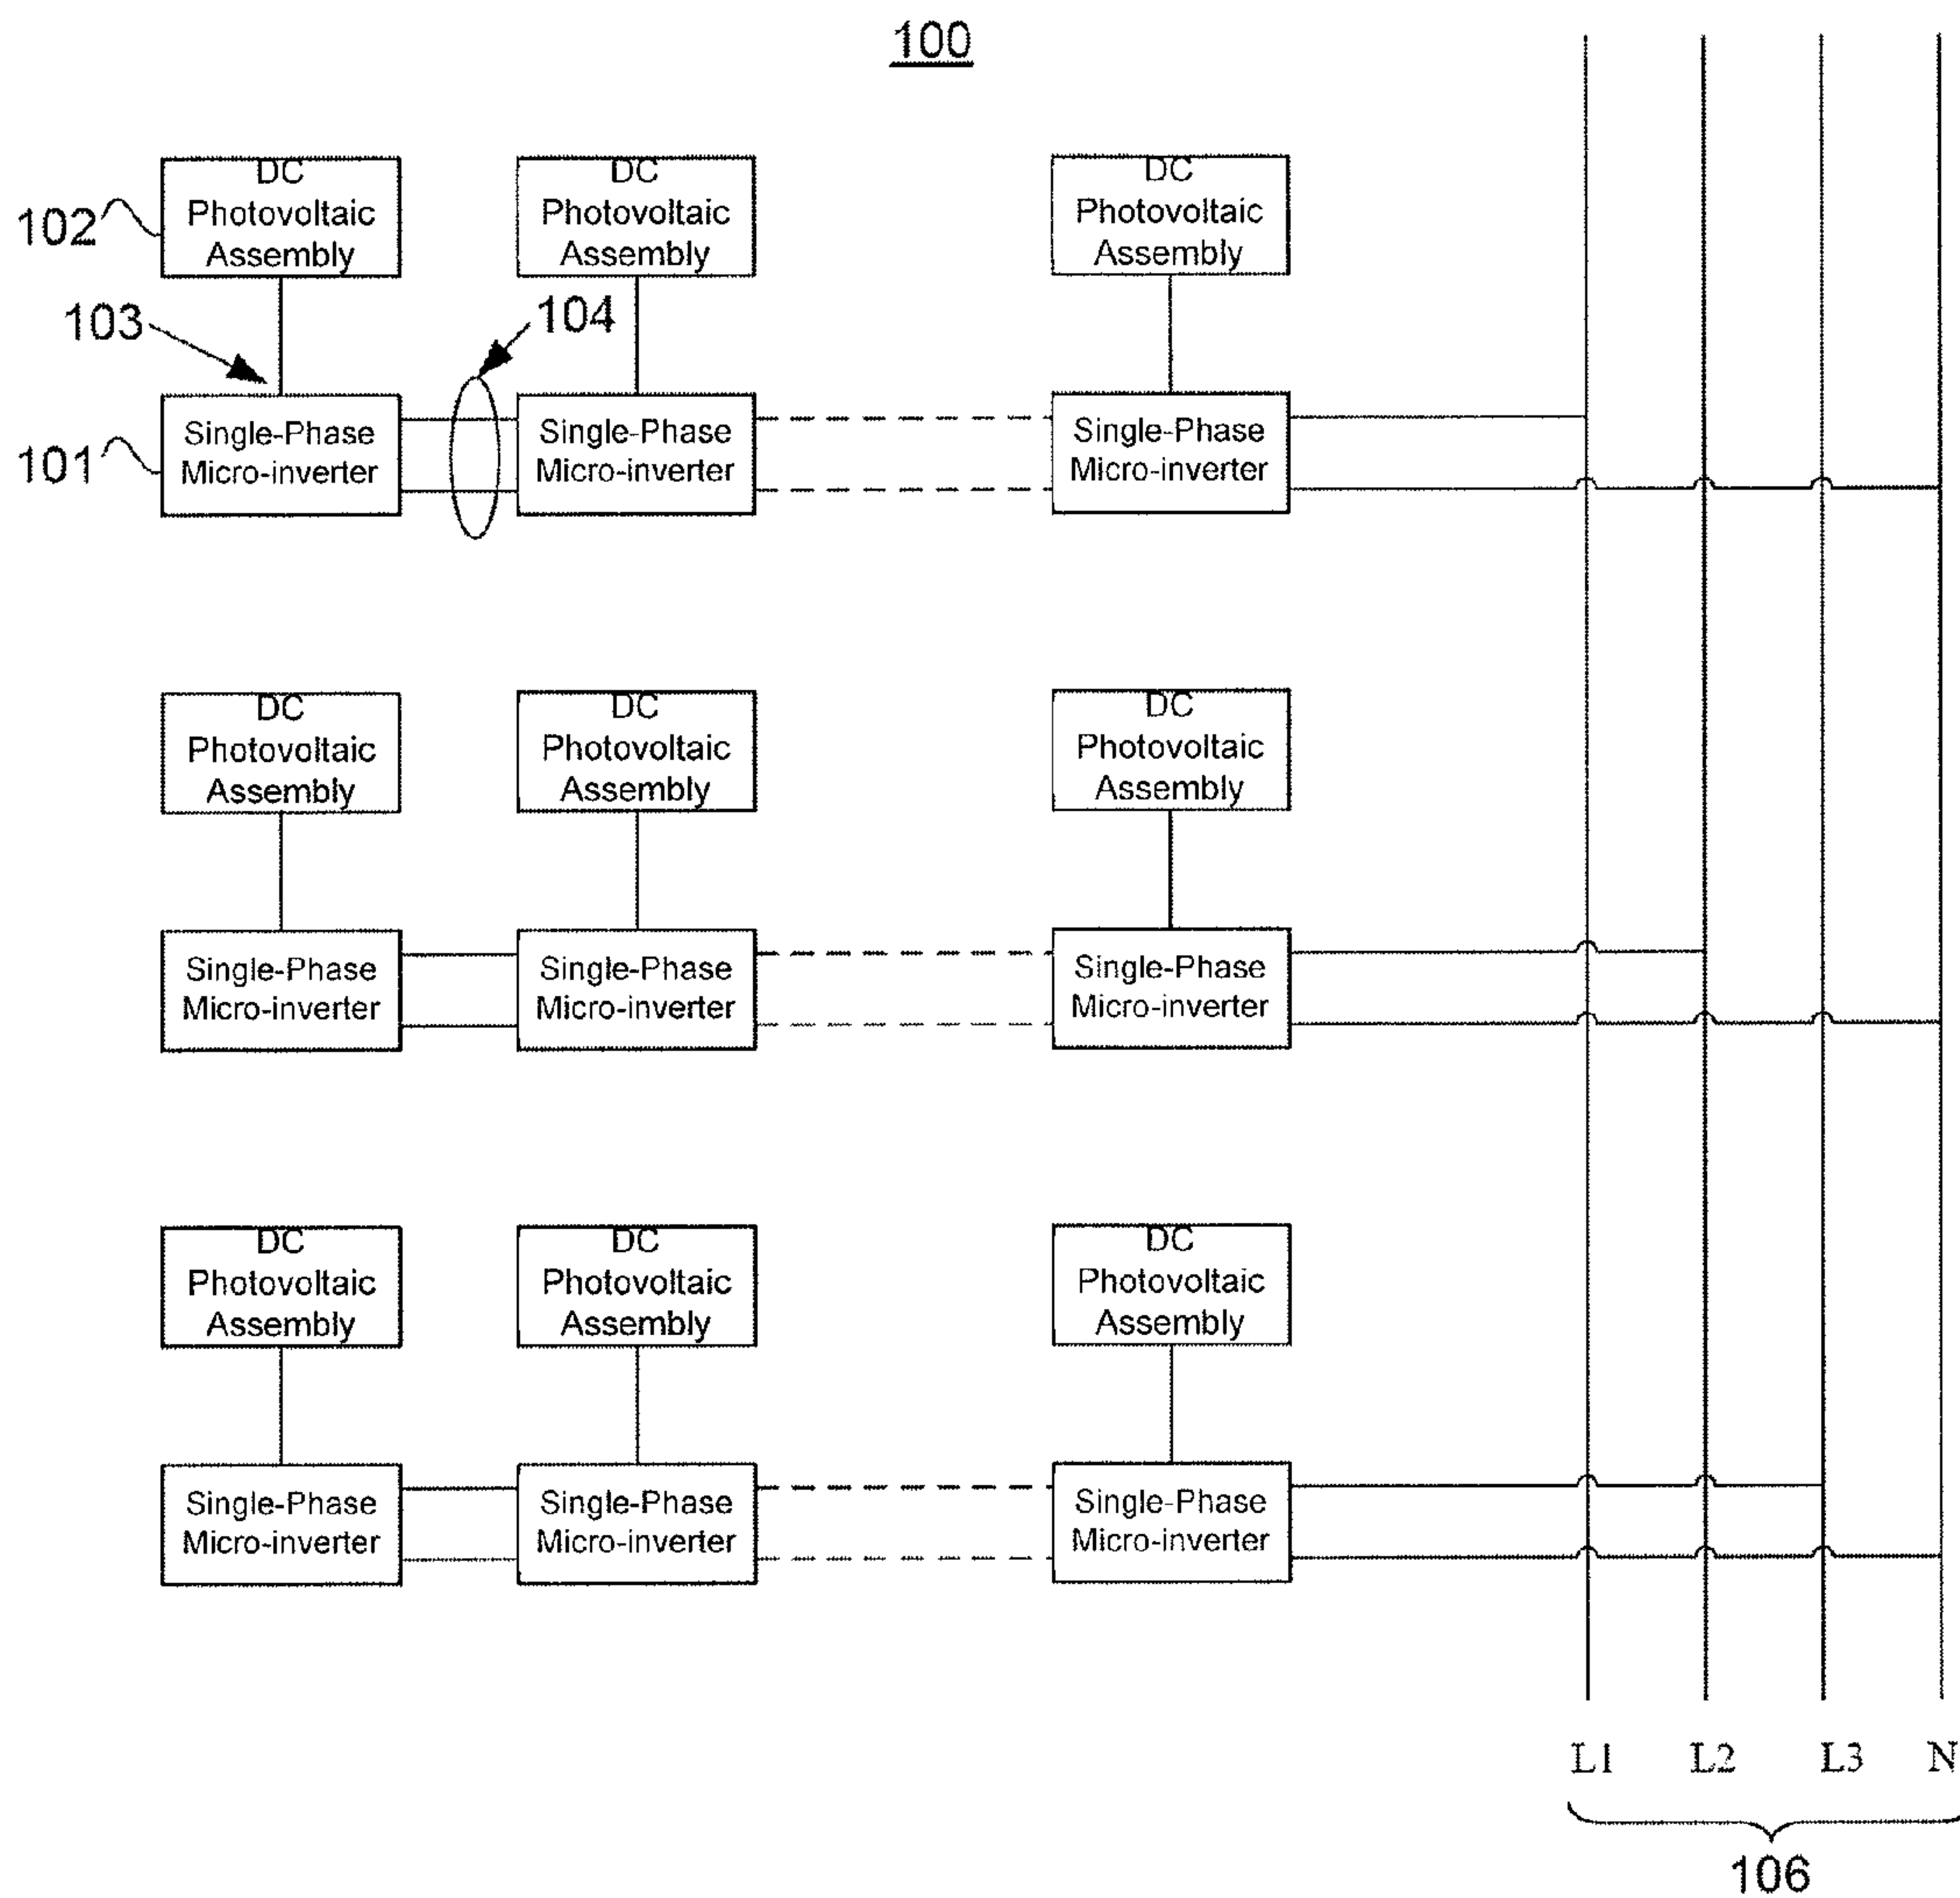 100
DC
Photovoltaic
Assembly
DC
Photovoltaic
Assembly
DC
Photovoltaic
Assembly
102
103
104
101
Single-Phase
Micro-inverter
Single-Phase
Micro-inverter
Single-Phase
Micro-inverter
DC
Photovoltaic
Assembly
DC
Photovoltaic
Assembly
DC
Photovoltaic
Assembly
Single-Phase
Micro-inverter
Single-Phase
Micro-inverter
Single-Phase
Micro-inverter
DC
Photovoltaic
Assembly
DC
Photovoltaic
Assembly
DC
Photovoltaic
Assembly
Single-Phase
Micro-inverter
Single-Phase
Micro-inverter
Single-Phase
Micro-inverter
L1 L2 L3 N
106